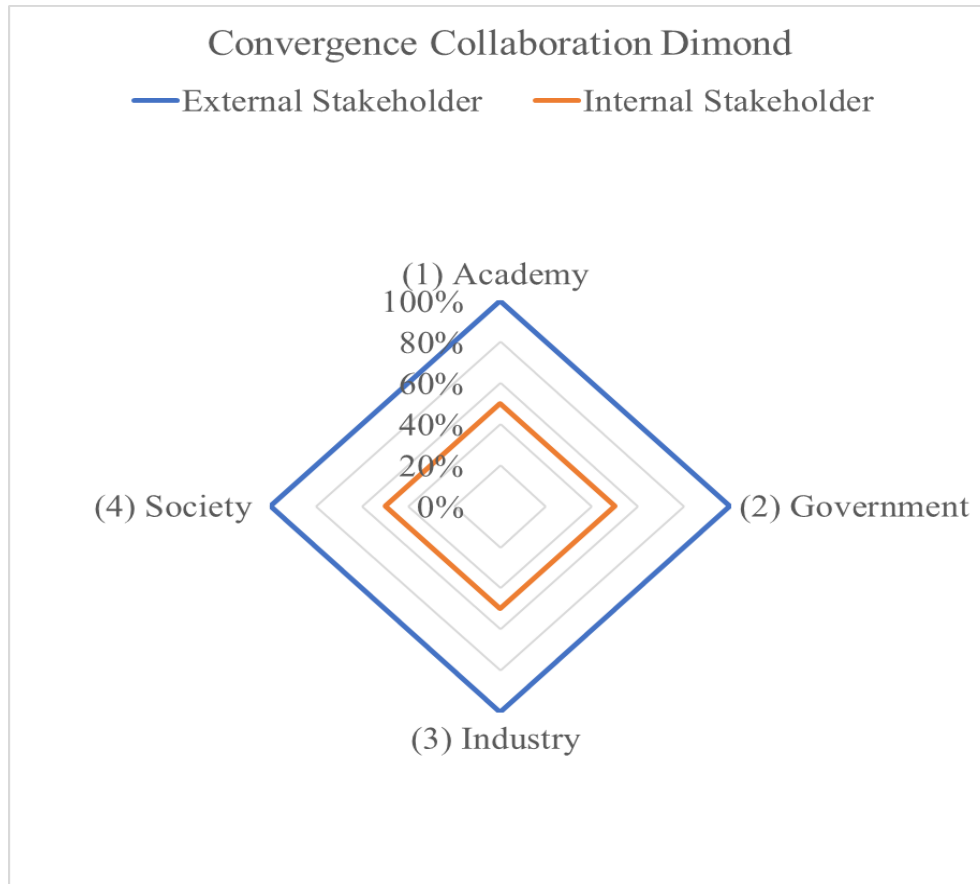 Convergence Collaboration Dimond
External Stakeholder Internal Stakeholder
(1) Academy
100%
80%
60%
40%
20%
(4) Society 0% (2) Government
(3) Industry